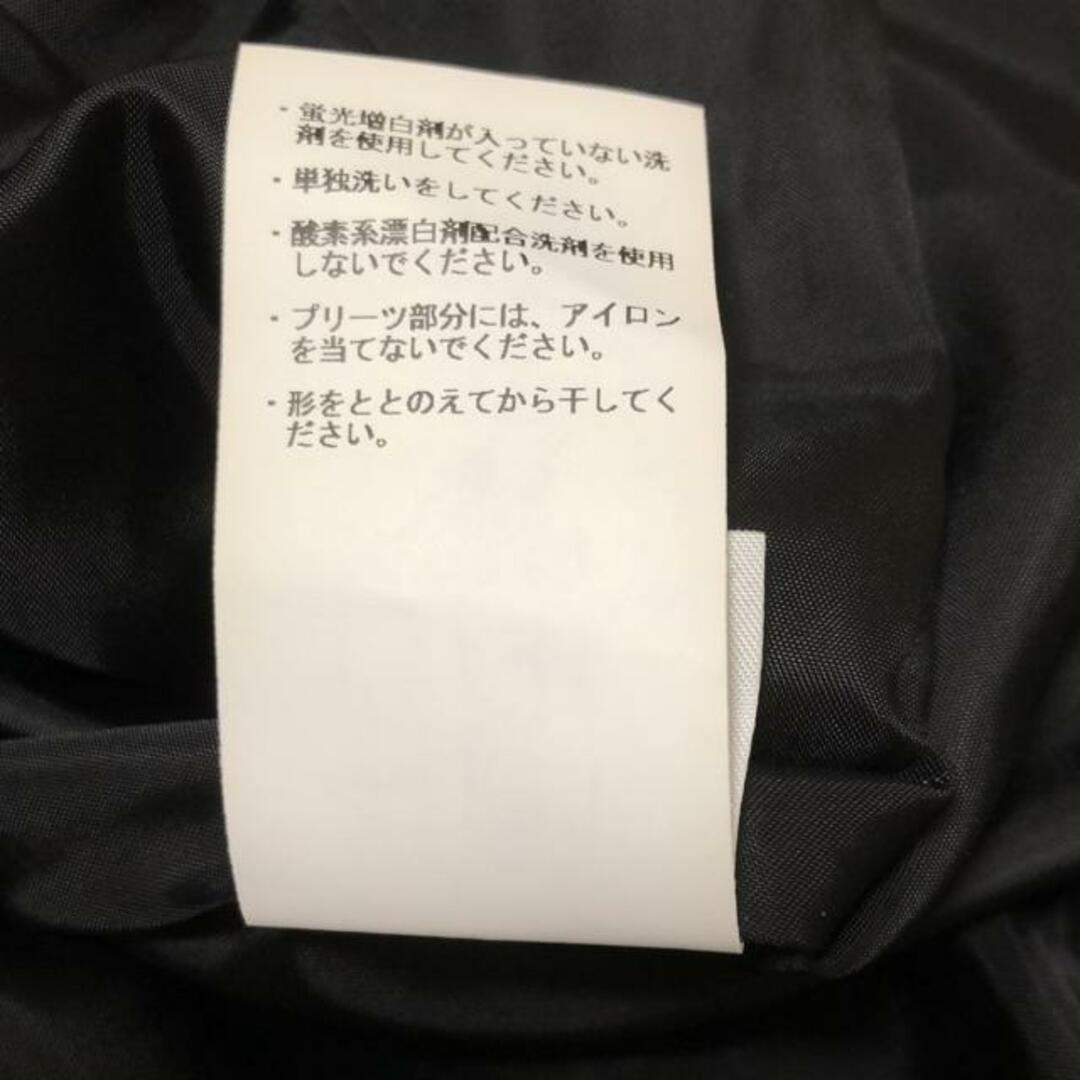 ・蛍光増白剤が入っていない洗
剤を使用してください。
・単独洗いをしてください。
・酸素系漂白剤配合洗剤を使用
しないでください。
・プリーツ部分には、アイロン
を当てないでください。
・形をととのえてから干してく
ださい。